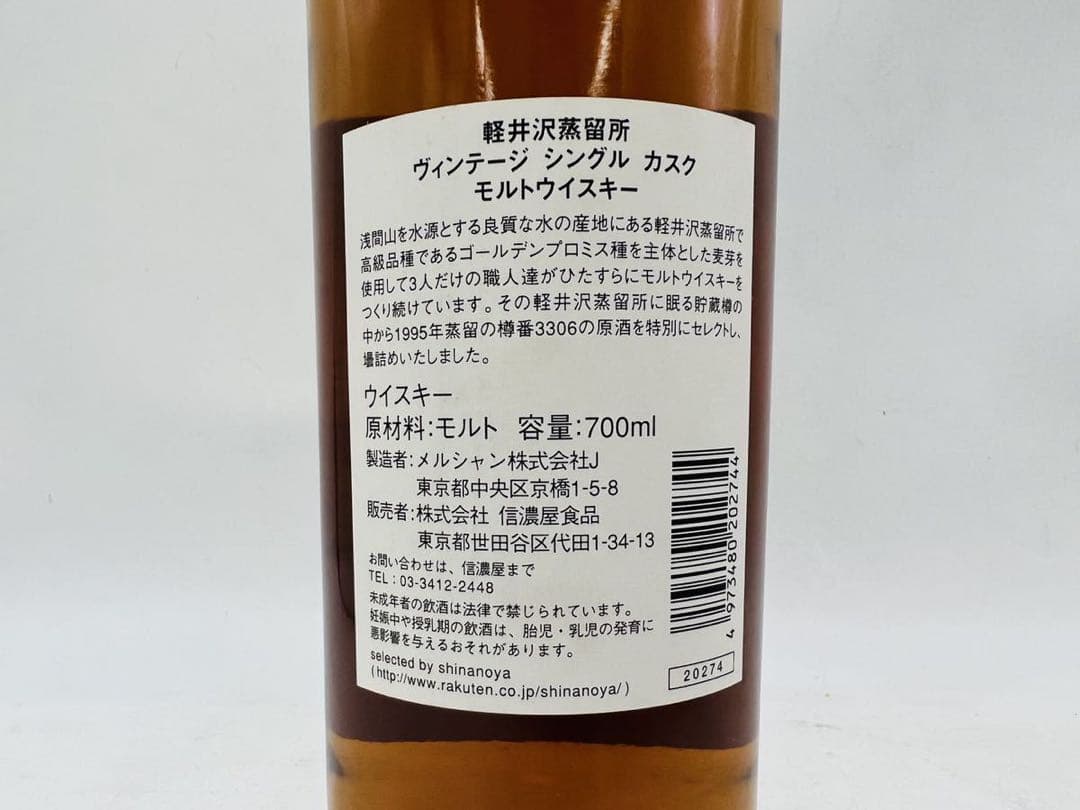 軽井沢蒸留所
ヴィンテージ シングル カスク
モルトウイスキー
浅間山を水源とする良質な水の産地にある軽井沢蒸留所で
高級品種であるゴールデンプロミス種を主体とした麦芽を
使用して3人だけの職人達がひたすらにモルトウイスキーを
つくり続けています。その軽井沢蒸留所に眠る貯蔵樽の
中から1995年蒸留の樽番3306の原酒を特別にセレクトし、
壜詰めいたしました。
ウイスキー
原材料:モルト 容量:700ml
製造者:メルシャン株式会社J
東京都中央区京橋1-5-8
販売者:株式会社 信濃屋食品
東京都世田谷区代田1-34-13
お問い合わせは、信濃屋まで
TEL:03-3412-2448
未成年者の飲酒は法律で禁じられています。
妊娠中や授乳期の飲酒は、胎児・乳児の発育に
悪影響を与えるおそれがあります。
selected by shinanoya
(http://www.rakuten.co.jp/shinanoya/)
4 973480 202744
20274